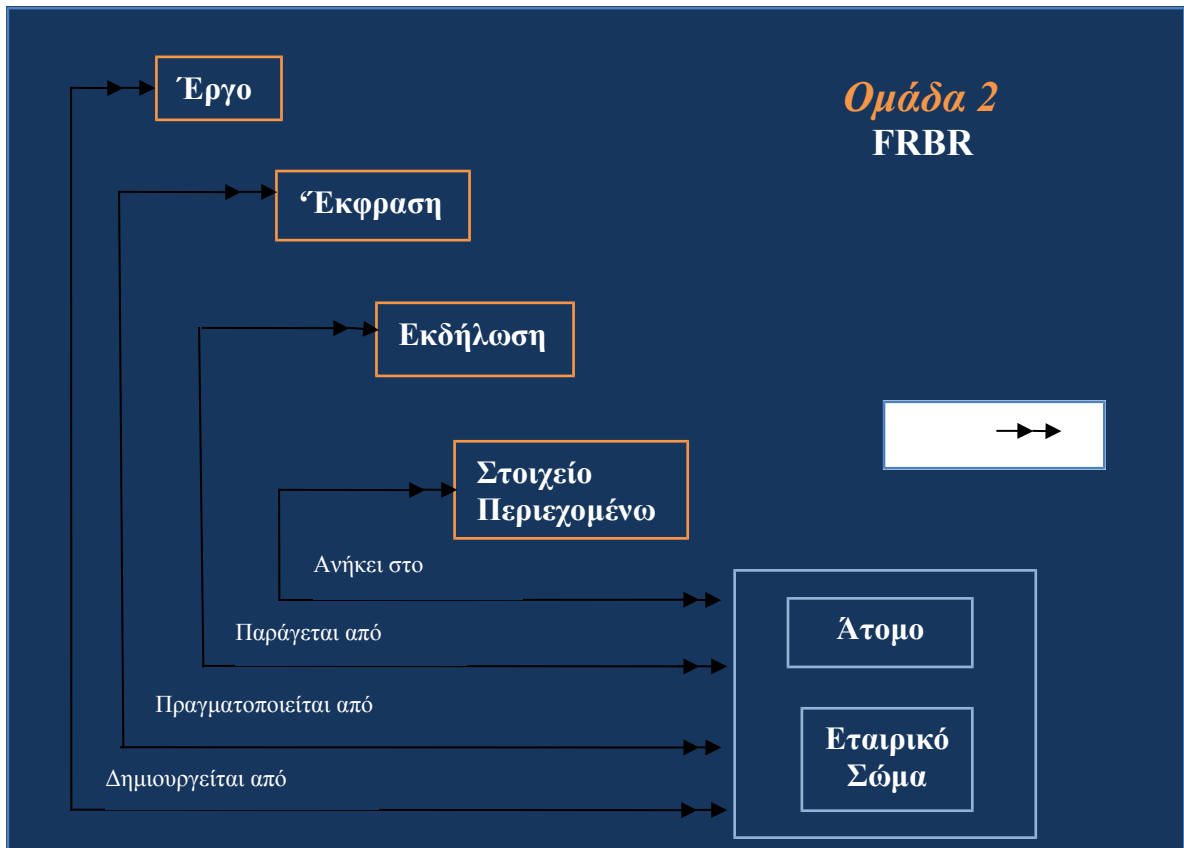 Έργο
Ομάδα 2
FRBR
‘Έκφραση
Εκδήλωση
Στοιχείο
Περιεχομένω
Ανήκει στο
Άτομο
Παράγεται από
Πραγματοποιείται από
Εταιρικό
Σώμα
Δημιουργείται από